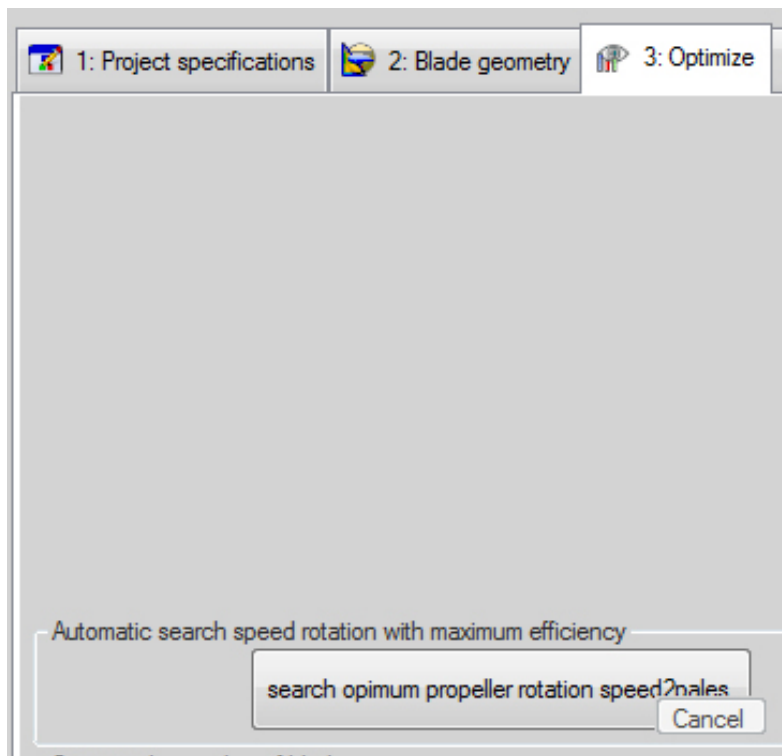 1: Project specifications
2: Blade geometry
3: Optimize
Automatic search speed rotation with maximum efficiency
search opimum propeller rotation speed2pales
Cancel